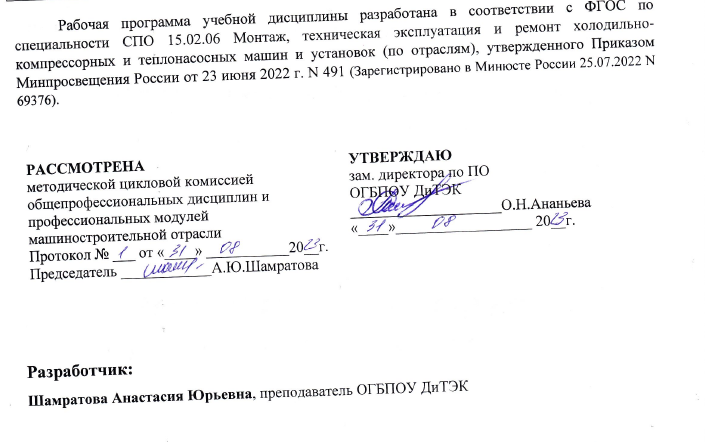 Рабочая программа учебной дисциплины разработана в соответствии с ФГОС по
специальности СПО 15.02.06 Монтаж, техническая эксплуатация и ремонт холодильно-
компрессорных и теплонасосных машин и установок (по отраслям), утвержденного Приказом
Минпросвещения России от 23 июня 2022 г. N 491 (Зарегистрировано в Минюсте России 25.07.2022 N
69376).
РАССМОТРЕНА
методической цикловой комиссией
общепрофессиональных дисциплин и
профессиональных модулей
машиностроительной отрасли
Протокол № 1 от «31» 08 2023г.
Председатель А.Ю.Шамратова
УТВЕРЖДАЮ
зам. директора по ПО
ОГБПОУ ДиТЭК
О.Н.Ананьева
«31» 08 2023г.
Разработчик:
Шамратова Анастасия Юрьевна, преподаватель ОГБПОУ ДиТЭК